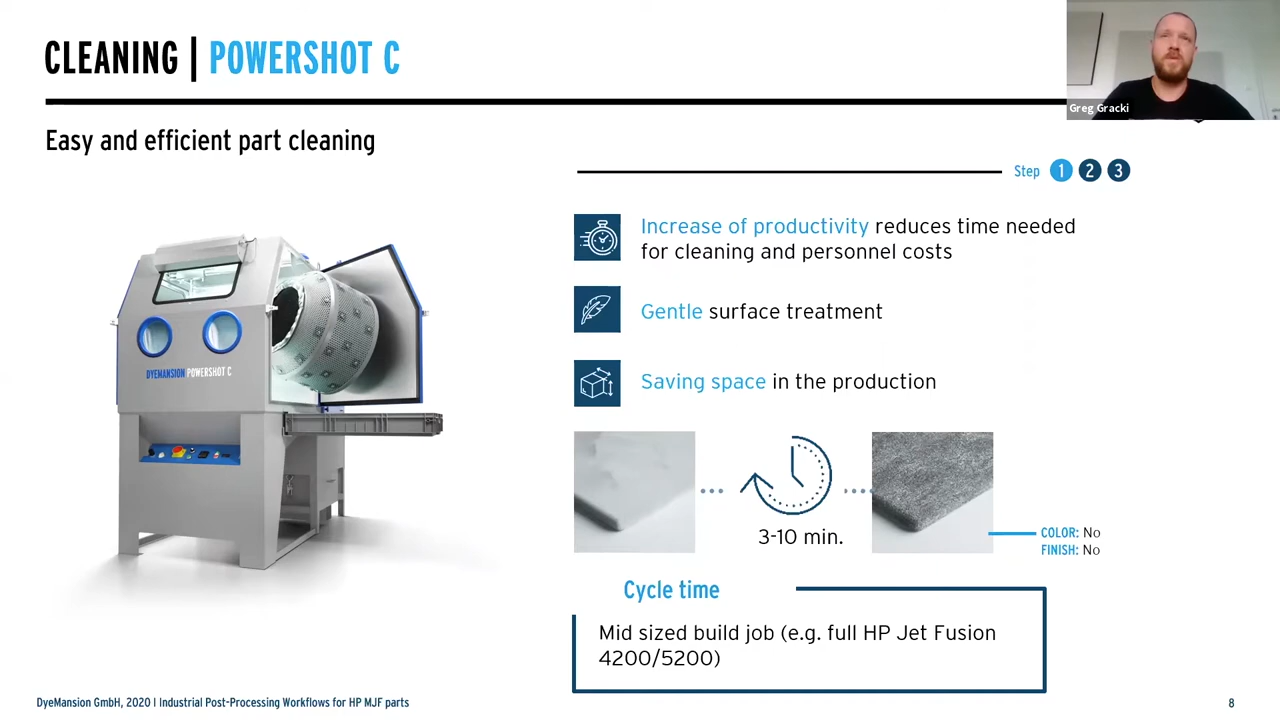 CLEANING | POWERSHOT C
Greg Gracki
Easy and efficient part cleaning
Step 1 2 3
Increase of productivity reduces time needed
for cleaning and personnel costs
Gentle surface treatment
Saving space in the production
DYEMANSION POWERSHOT C
3-10 min.
COLOR: No
FINISH: No
Cycle time
Mid sized build job (e.g. full HP Jet Fusion
4200/5200)
DyeMansion GmbH, 2020 I Industrial Post-Processing Workflows for HP MJF parts
8